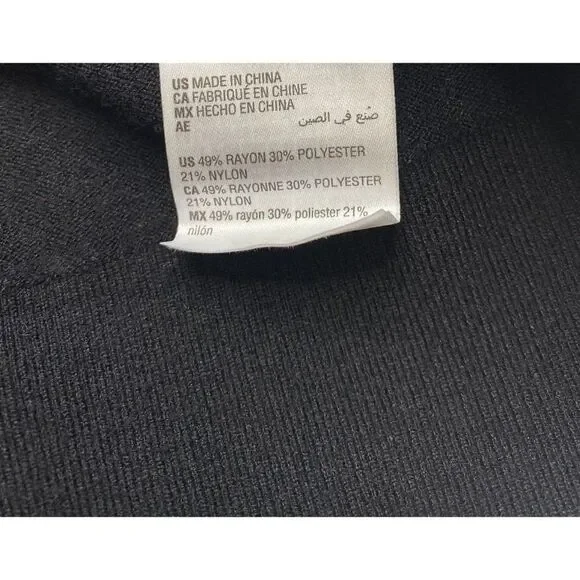 US MADE IN CHINA
CA FABRIQUÉ EN CHINE
MX HECHO EN CHINA
AE صُنع في الصين
US 49% RAYON 30% POLYESTER
21% NYLON
CA 49% RAYONNE 30% POLYESTER
21% NYLON
MX 49% rayón 30% poliester 21%
nilón